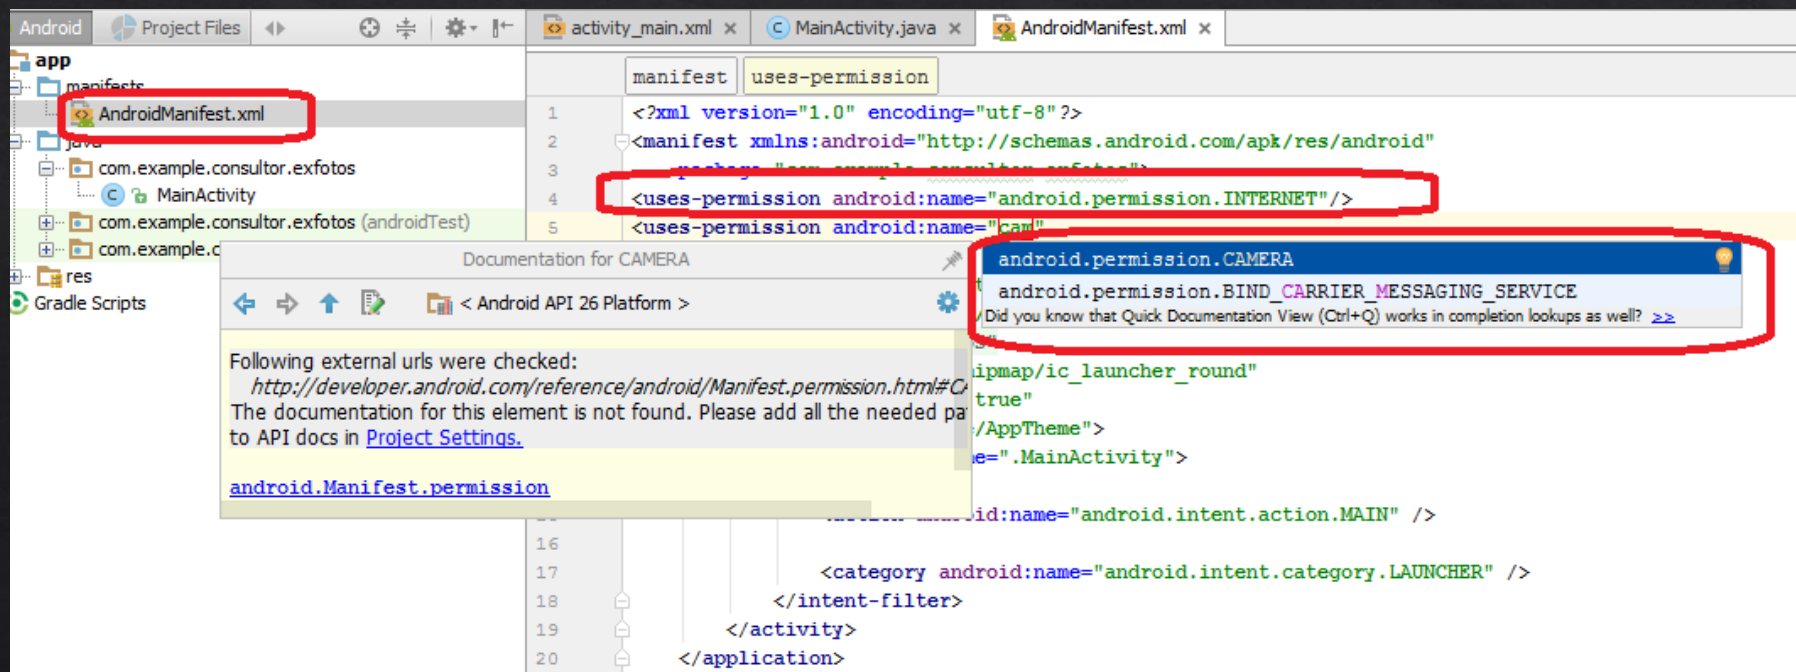 Android Project Files
activity_main.xml MainActivity.java AndroidManifest.xml
app
manifests
AndroidManifest.xml
java
com.example.consultor.exfotos
MainActivity
com.example.consultor.exfotos (androidTest)
com.example.c
res
Gradle Scripts
manifest uses-permission
1 <?xml version="1.0" encoding="utf-8"?>
2 <manifest xmlns:android="http://schemas.android.com/apk/res/android"
3 package="com.example.consultor.exfotos">
4 <uses-permission android:name="android.permission.INTERNET"/>
5 <uses-permission android:name="cam"
android.permission.CAMERA
android.permission.BIND_CARRIER_MESSAGING_SERVICE
Did you know that Quick Documentation View (Ctrl+Q) works in completion lookups as well? >>
Documentation for CAMERA
< Android API 26 Platform >
Following external urls were checked:
http://developer.android.com/reference/android/Manifest.permission.html#CA
The documentation for this element is not found. Please add all the needed pa
to API docs in Project Settings.
android.Manifest.permission
ipmap/ic_launcher_round"
true"
/AppTheme">
e=".MainActivity">
id:name="android.intent.action.MAIN" />
16
17 <category android:name="android.intent.category.LAUNCHER" />
18 </intent-filter>
19 </activity>
20 </application>